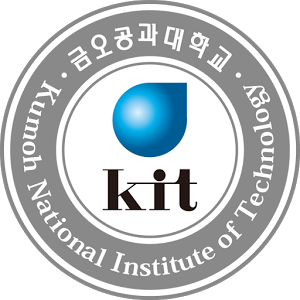 · 금오공과대학교 ·
kit
Kumoh National Institute of Technology